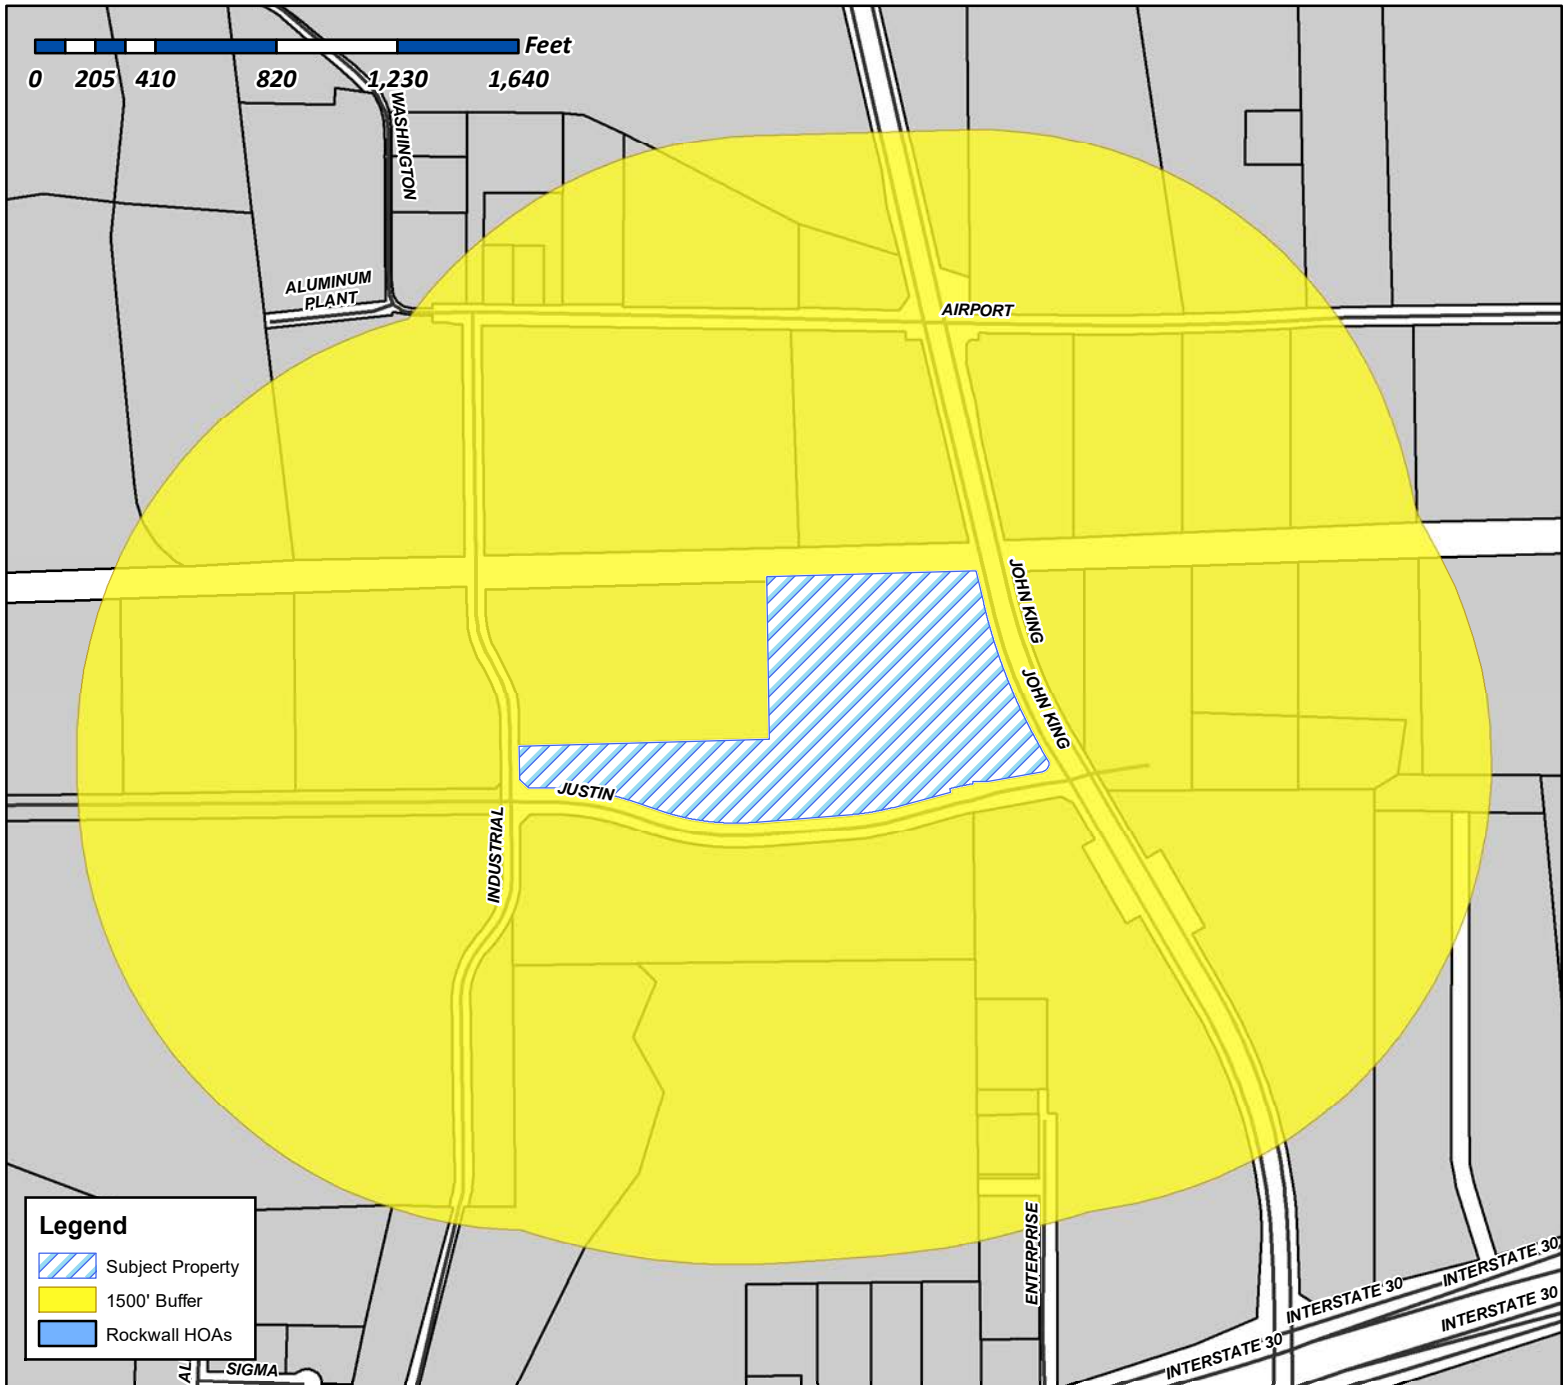 Feet
0 205 410 820 1,230 1,640
WASHINGTON
ALUMINUM
PLANT
AIRPORT
JOHN KING
JOHN KING
JUSTIN
INDUSTRIAL
ENTERPRISE
INTERSTATE 30
INTERSTATE 30
INTERSTATE 30
INTERSTATE 30
Legend
Subject Property
1500' Buffer
Rockwall HOAs
AL
SIGMA